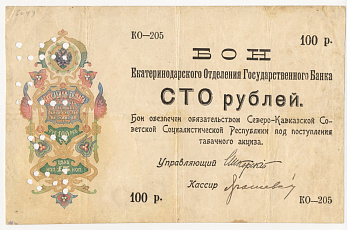 КО—205
100 р.
БОН
Екатеринодарского Отделения Государственного Банка
СТО рублей.
Бон обеспечен обязательством Северо-Кавказской Со-
ветской Социалистической Республики под поступления
табачного акциза.
Управляющий
Кассир
100 р.
КО—205